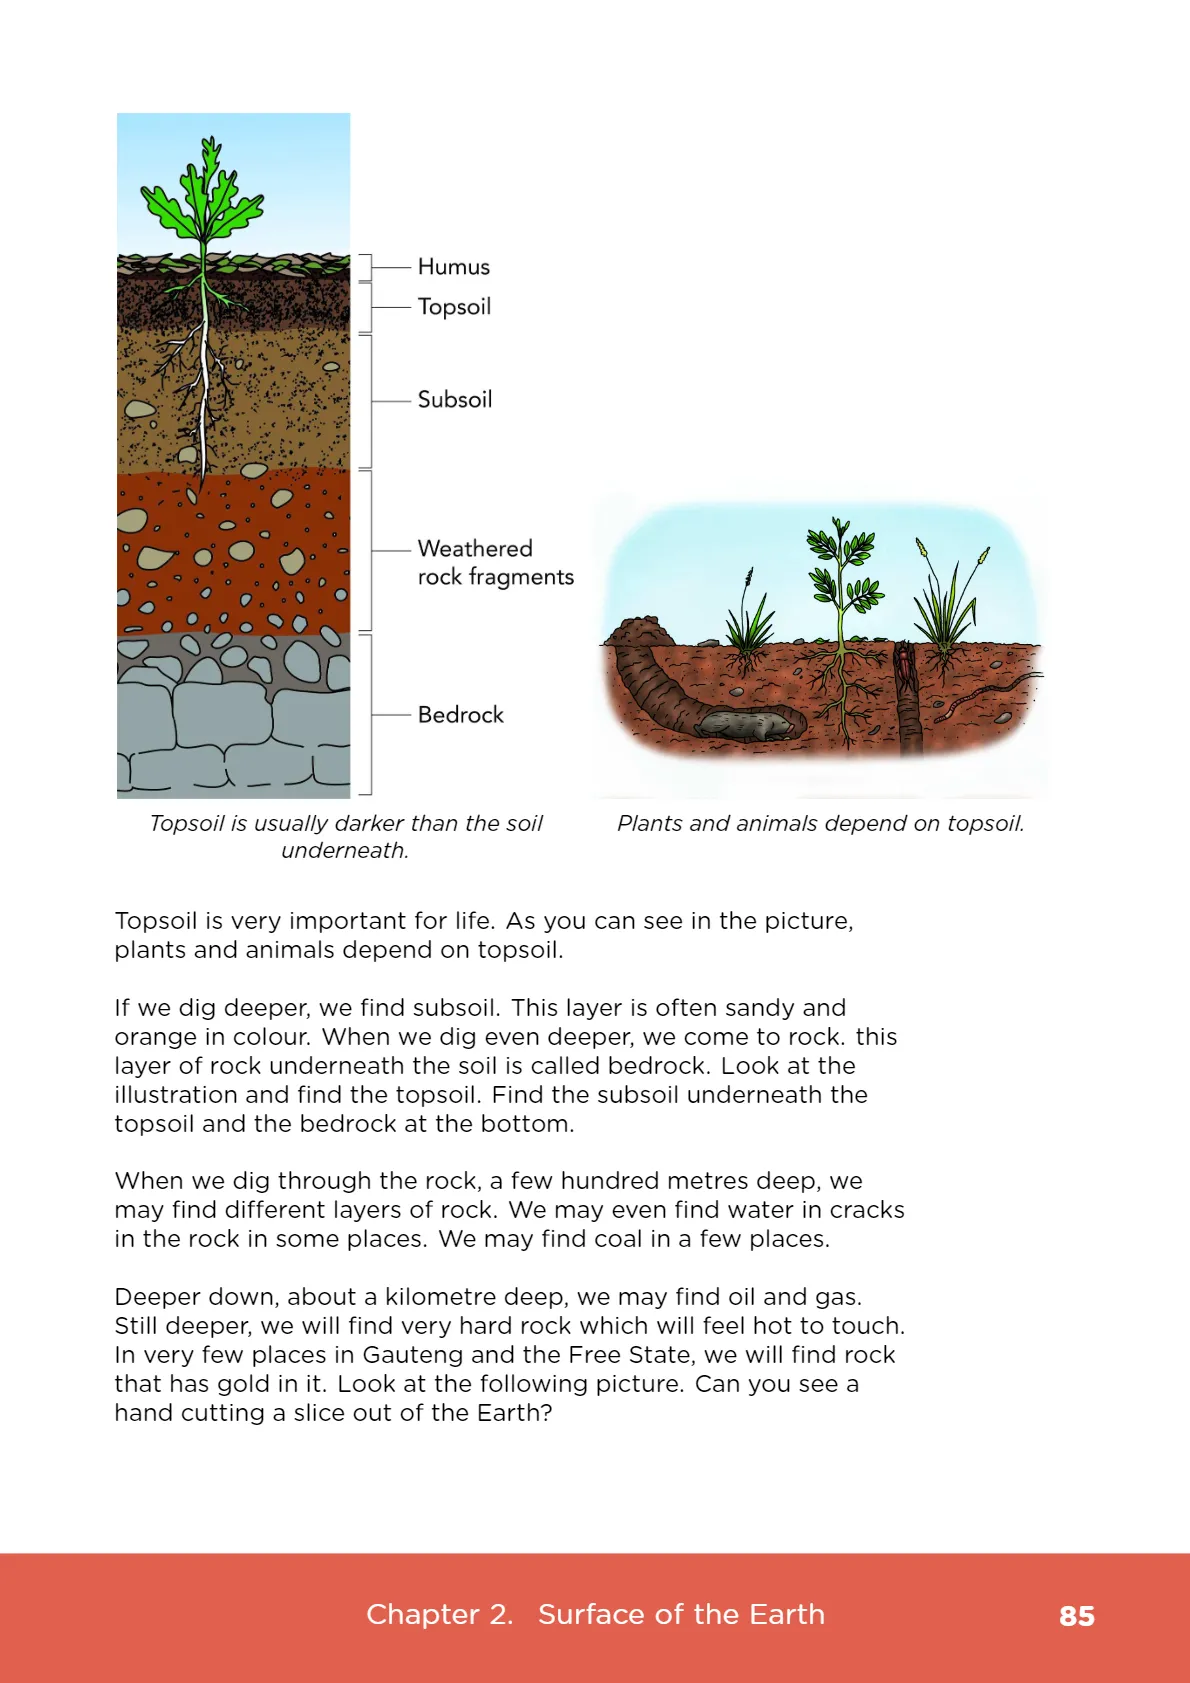 Humus
Topsoil
Subsoil
Weathered
rock fragments
Bedrock
Topsoil is usually darker than the soil
underneath.
Plants and animals depend on topsoil.
Topsoil is very important for life. As you can see in the picture,
plants and animals depend on topsoil.
If we dig deeper, we find subsoil. This layer is often sandy and
orange in colour. When we dig even deeper, we come to rock. this
layer of rock underneath the soil is called bedrock. Look at the
illustration and find the topsoil. Find the subsoil underneath the
topsoil and the bedrock at the bottom.
When we dig through the rock, a few hundred metres deep, we
may find different layers of rock. We may even find water in cracks
in the rock in some places. We may find coal in a few places.
Deeper down, about a kilometre deep, we may find oil and gas.
Still deeper, we will find very hard rock which will feel hot to touch.
In very few places in Gauteng and the Free State, we will find rock
that has gold in it. Look at the following picture. Can you see a
hand cutting a slice out of the Earth?
Chapter 2. Surface of the Earth 85